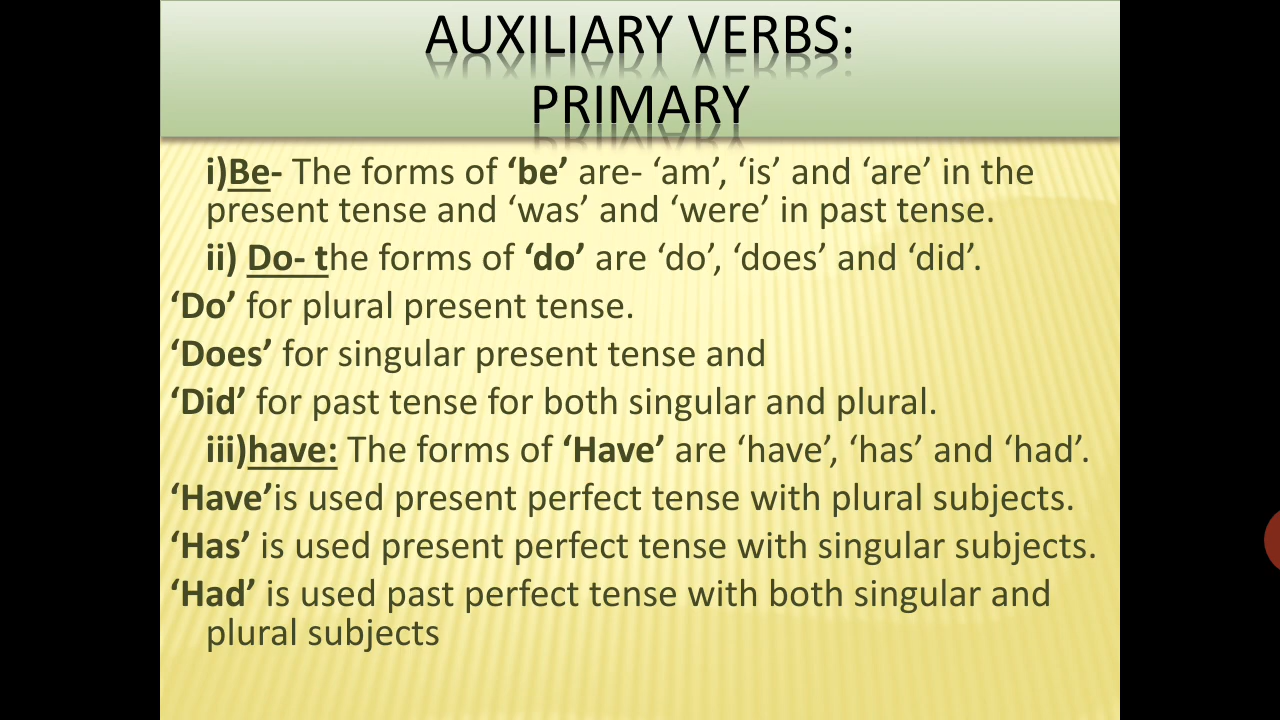 AUXILIARY VERBS:
PRIMARY
i)Be- The forms of ‘be’ are- ‘am’, ‘is’ and ‘are’ in the
present tense and ‘was’ and ‘were’ in past tense.
ii) Do- the forms of ‘do’ are ‘do’, ‘does’ and ‘did’.
‘Do’ for plural present tense.
‘Does’ for singular present tense and
‘Did’ for past tense for both singular and plural.
iii)have: The forms of ‘Have’ are ‘have’, ‘has’ and ‘had’.
‘Have’is used present perfect tense with plural subjects.
‘Has’ is used present perfect tense with singular subjects.
‘Had’ is used past perfect tense with both singular and
plural subjects